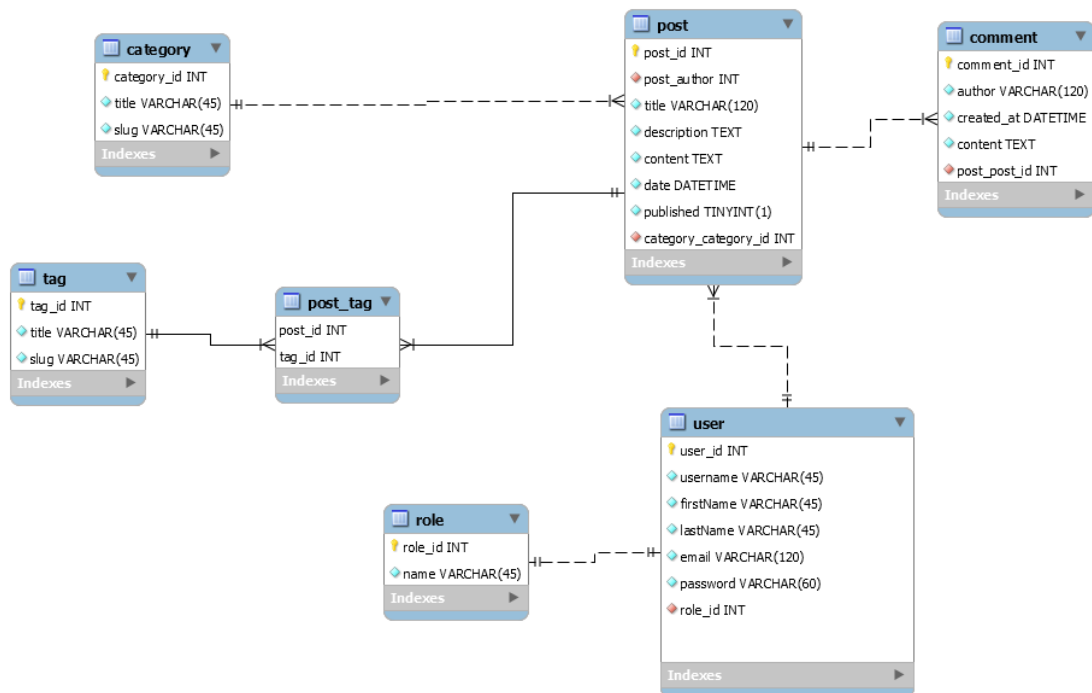 category
category_id INT
title VARCHAR(45)
slug VARCHAR(45)
Indexes
post
post_id INT
post_author INT
title VARCHAR(120)
description TEXT
content TEXT
date DATETIME
published TINYINT(1)
category_category_id INT
Indexes
comment
comment_id INT
author VARCHAR(120)
created_at DATETIME
content TEXT
post_post_id INT
Indexes
tag
tag_id INT
title VARCHAR(45)
slug VARCHAR(45)
Indexes
post_tag
post_id INT
tag_id INT
Indexes
role
role_id INT
name VARCHAR(45)
Indexes
user
user_id INT
username VARCHAR(45)
firstName VARCHAR(45)
lastName VARCHAR(45)
email VARCHAR(120)
password VARCHAR(60)
role_id INT
Indexes